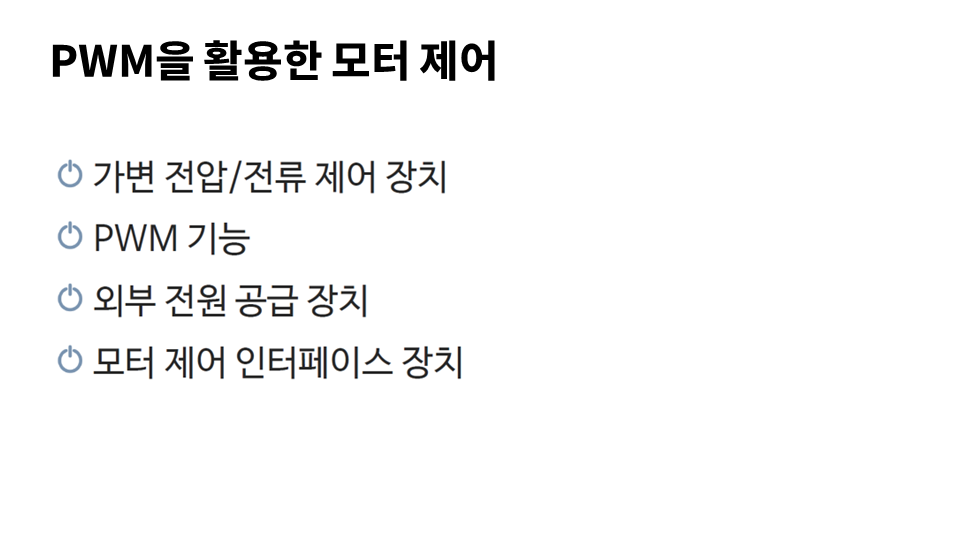 PWM을 활용한 모터 제어
가변 전압/전류 제어 장치
PWM 기능
외부 전원 공급 장치
모터 제어 인터페이스 장치